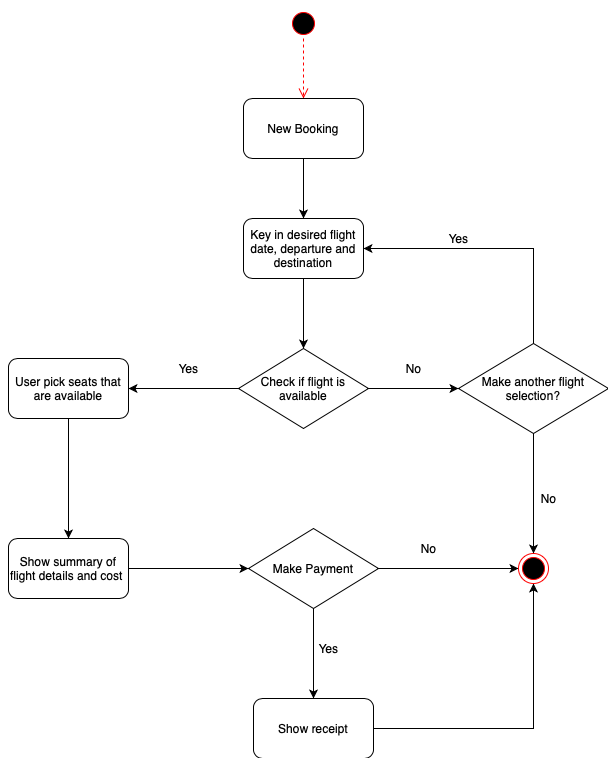 New Booking
Key in desired flight
date, departure and
destination
Yes
Yes
No
User pick seats that
are available
Check if flight is
available
Make another flight
selection?
No
No
Show summary of
flight details and cost
Make Payment
Yes
Show receipt